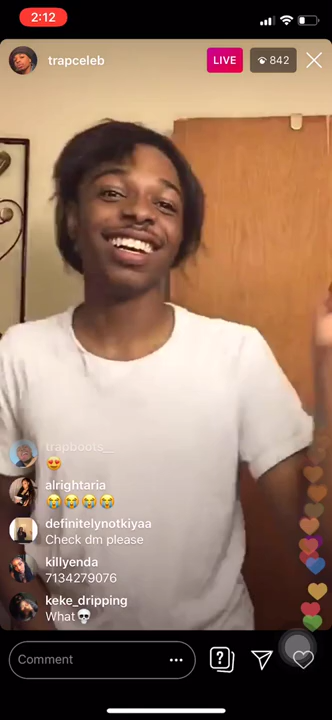 2:12
trapceleb
LIVE
842
trapboots__
😍
alrightaria
😭😭😭😭
definitelynotkiyaa
Check dm please
killyenda
7134279076
keke_dripping
What💀
Comment